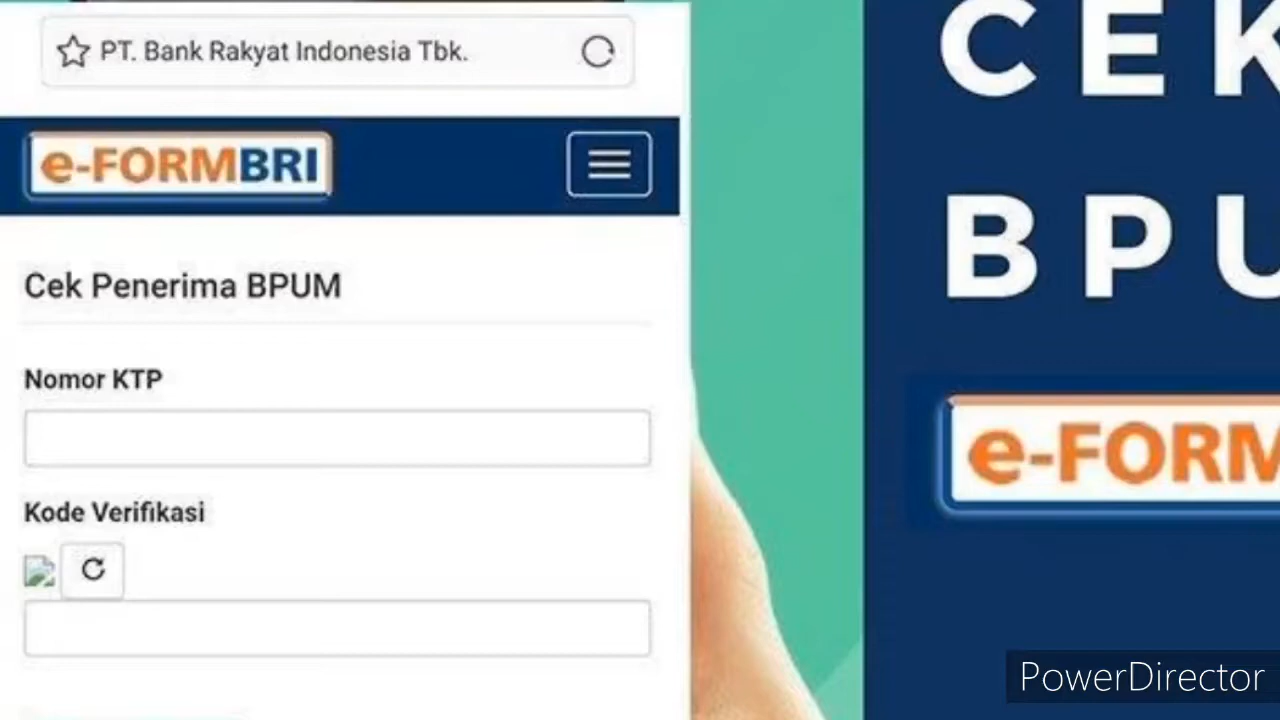 PT. Bank Rakyat Indonesia Tbk.
e-FORMBRI
Cek Penerima BPUM
Nomor KTP
Kode Verifikasi
CEK
BPU
e-FORM
PowerDirector